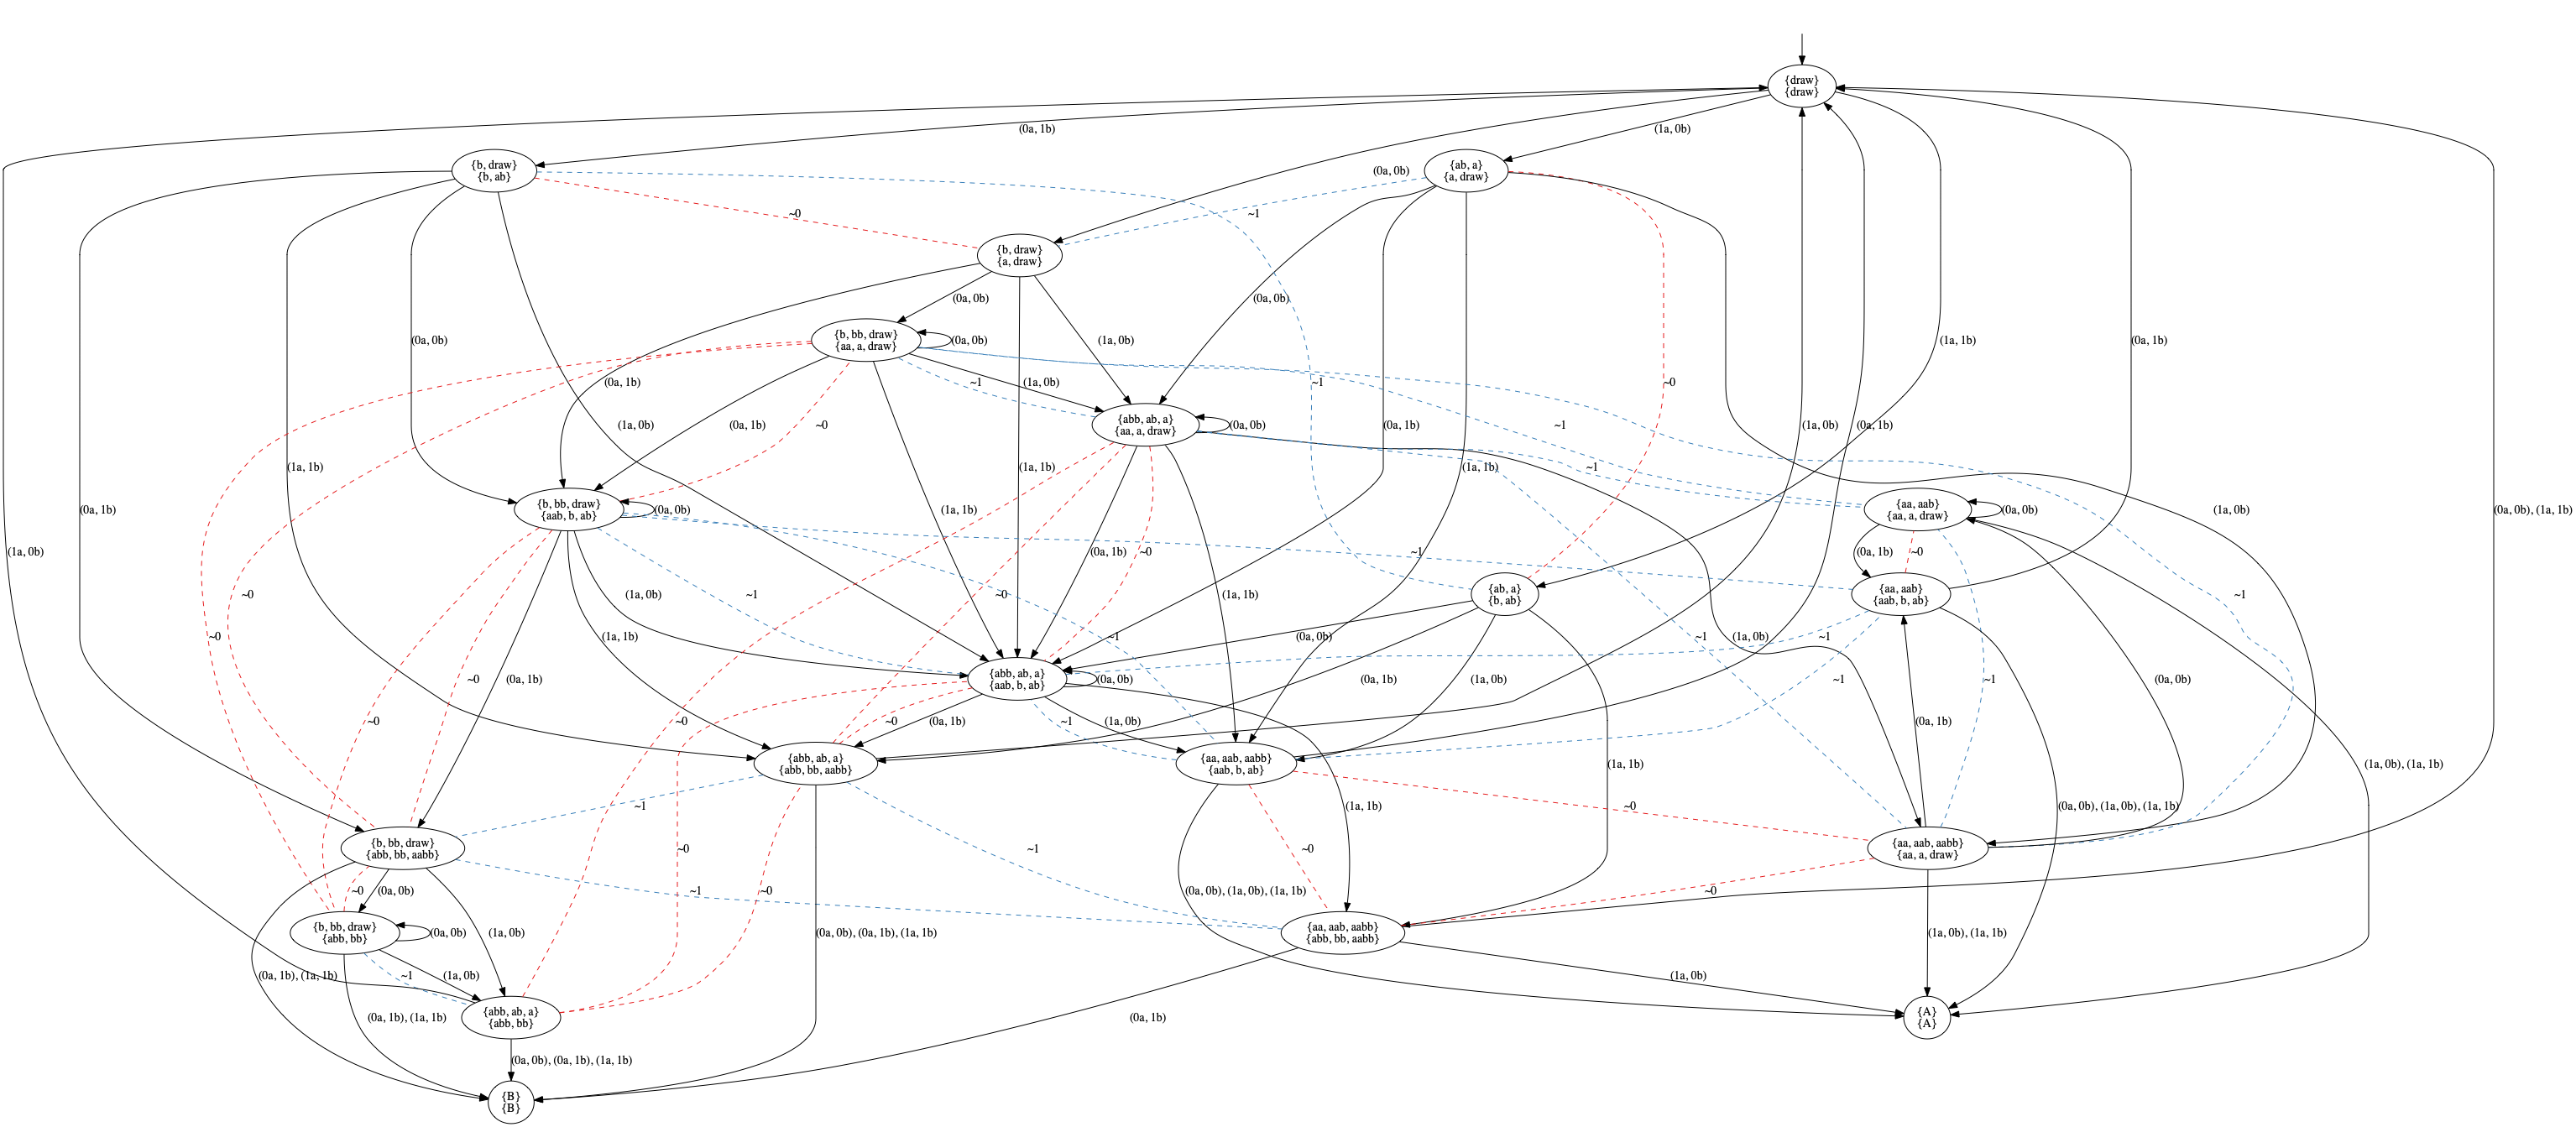 {draw}
{draw}
(0a, 1b)
(1a, 0b)
{b, draw}
{b, ab}
{ab, a}
{a, draw}
(0a, 0b)
~0
~1
{b, draw}
{a, draw}
(0a, 0b)
(0a, 0b)
{b, bb, draw}
{aa, a, draw}
(0a, 0b)
(0a, 0b)
(1a, 0b)
(1a, 1b)
(0a, 1b)
(0a, 1b)
~1
(1a, 0b)
~1
~0
{abb, ab, a}
{aa, a, draw}
(0a, 0b)
(1a, 0b)
(0a, 1b)
~0
(0a, 1b)
~1
(1a, 0b)
(0a, 1b)
(1a, 1b)
(1a, 1b)
(1a, 1b)
~1
{b, bb, draw}
{aab, b, ab}
(0a, 0b)
(0a, 1b)
(1a, 1b)
{aa, aab}
{aa, a, draw}
(0a, 0b)
(1a, 0b)
(0a, 0b), (1a, 1b)
(1a, 0b)
(0a, 1b)
~0
~1
(0a, 1b)
~0
{ab, a}
{b, ab}
{aa, aab}
{aab, b, ab}
~0
(1a, 0b)
~1
~0
(1a, 1b)
~1
~0
(1a, 1b)
~1
(0a, 0b)
~1
(1a, 0b)
~1
~0
(0a, 1b)
{abb, ab, a}
{aab, b, ab}
(0a, 0b)
(0a, 1b)
(1a, 0b)
~1
~1
(0a, 0b)
~0
~0
(0a, 1b)
~0
~1
(1a, 0b)
(0a, 1b)
{abb, ab, a}
{abb, bb, aabb}
{aa, aab, aabb}
{aab, b, ab}
(1a, 1b)
(1a, 0b), (1a, 1b)
~1
(1a, 1b)
~0
(0a, 0b), (1a, 0b), (1a, 1b)
{b, bb, draw}
{abb, bb, aabb}
~0
~1
~0
{aa, aab, aabb}
{aa, a, draw}
~0
(0a, 0b)
~1
~0
(0a, 0b), (1a, 0b), (1a, 1b)
~0
{b, bb, draw}
{abb, bb}
(0a, 0b)
(1a, 0b)
(0a, 0b), (0a, 1b), (1a, 1b)
{aa, aab, aabb}
{abb, bb, aabb}
(1a, 0b), (1a, 1b)
(0a, 1b), (1a, 1b)
~1
(1a, 0b)
(1a, 0b)
(0a, 1b), (1a, 1b)
{abb, ab, a}
{abb, bb}
(0a, 1b)
{A}
{A}
(0a, 0b), (0a, 1b), (1a, 1b)
{B}
{B}